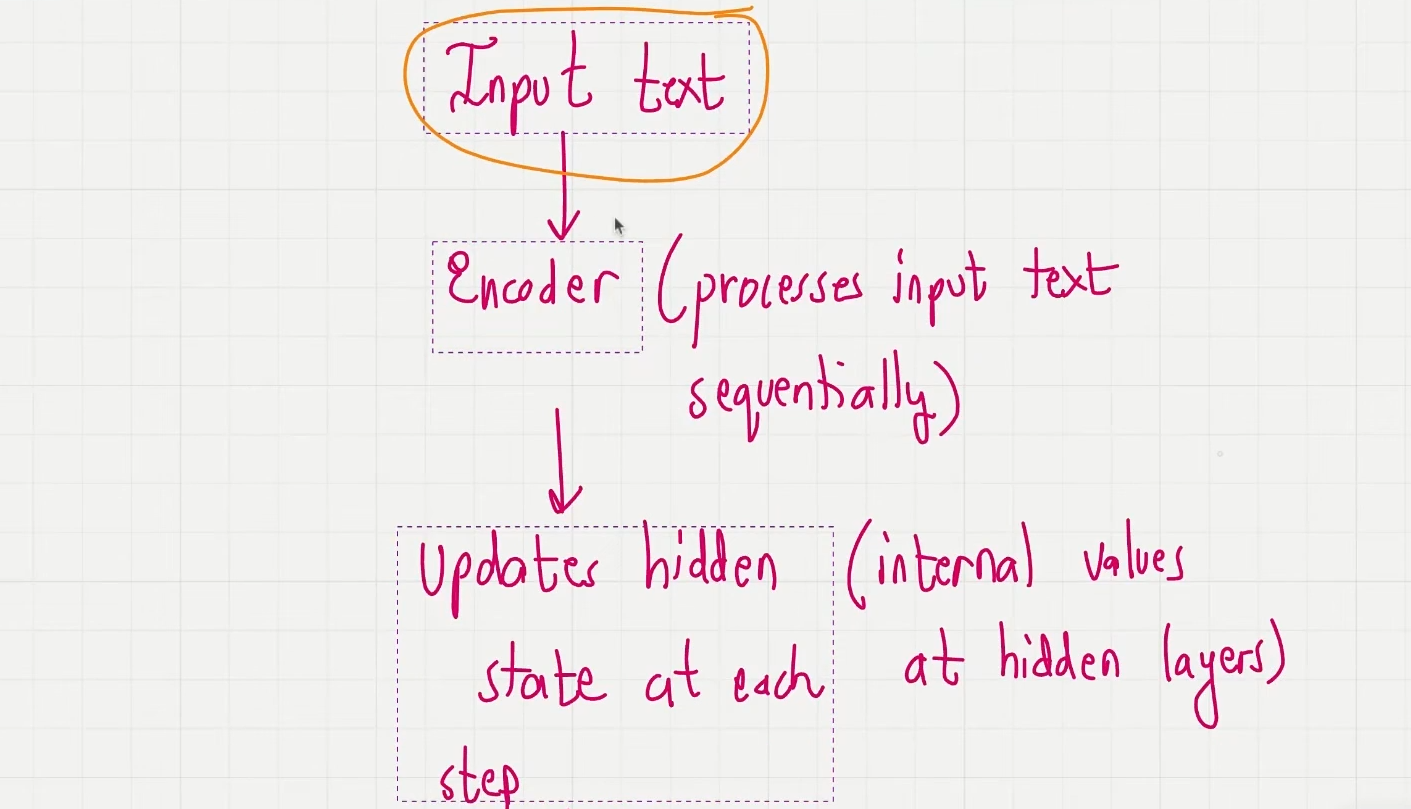 Input text
Encoder (processes input text
sequentially)
Updates hidden (internal values
state at each at hidden layers)
step